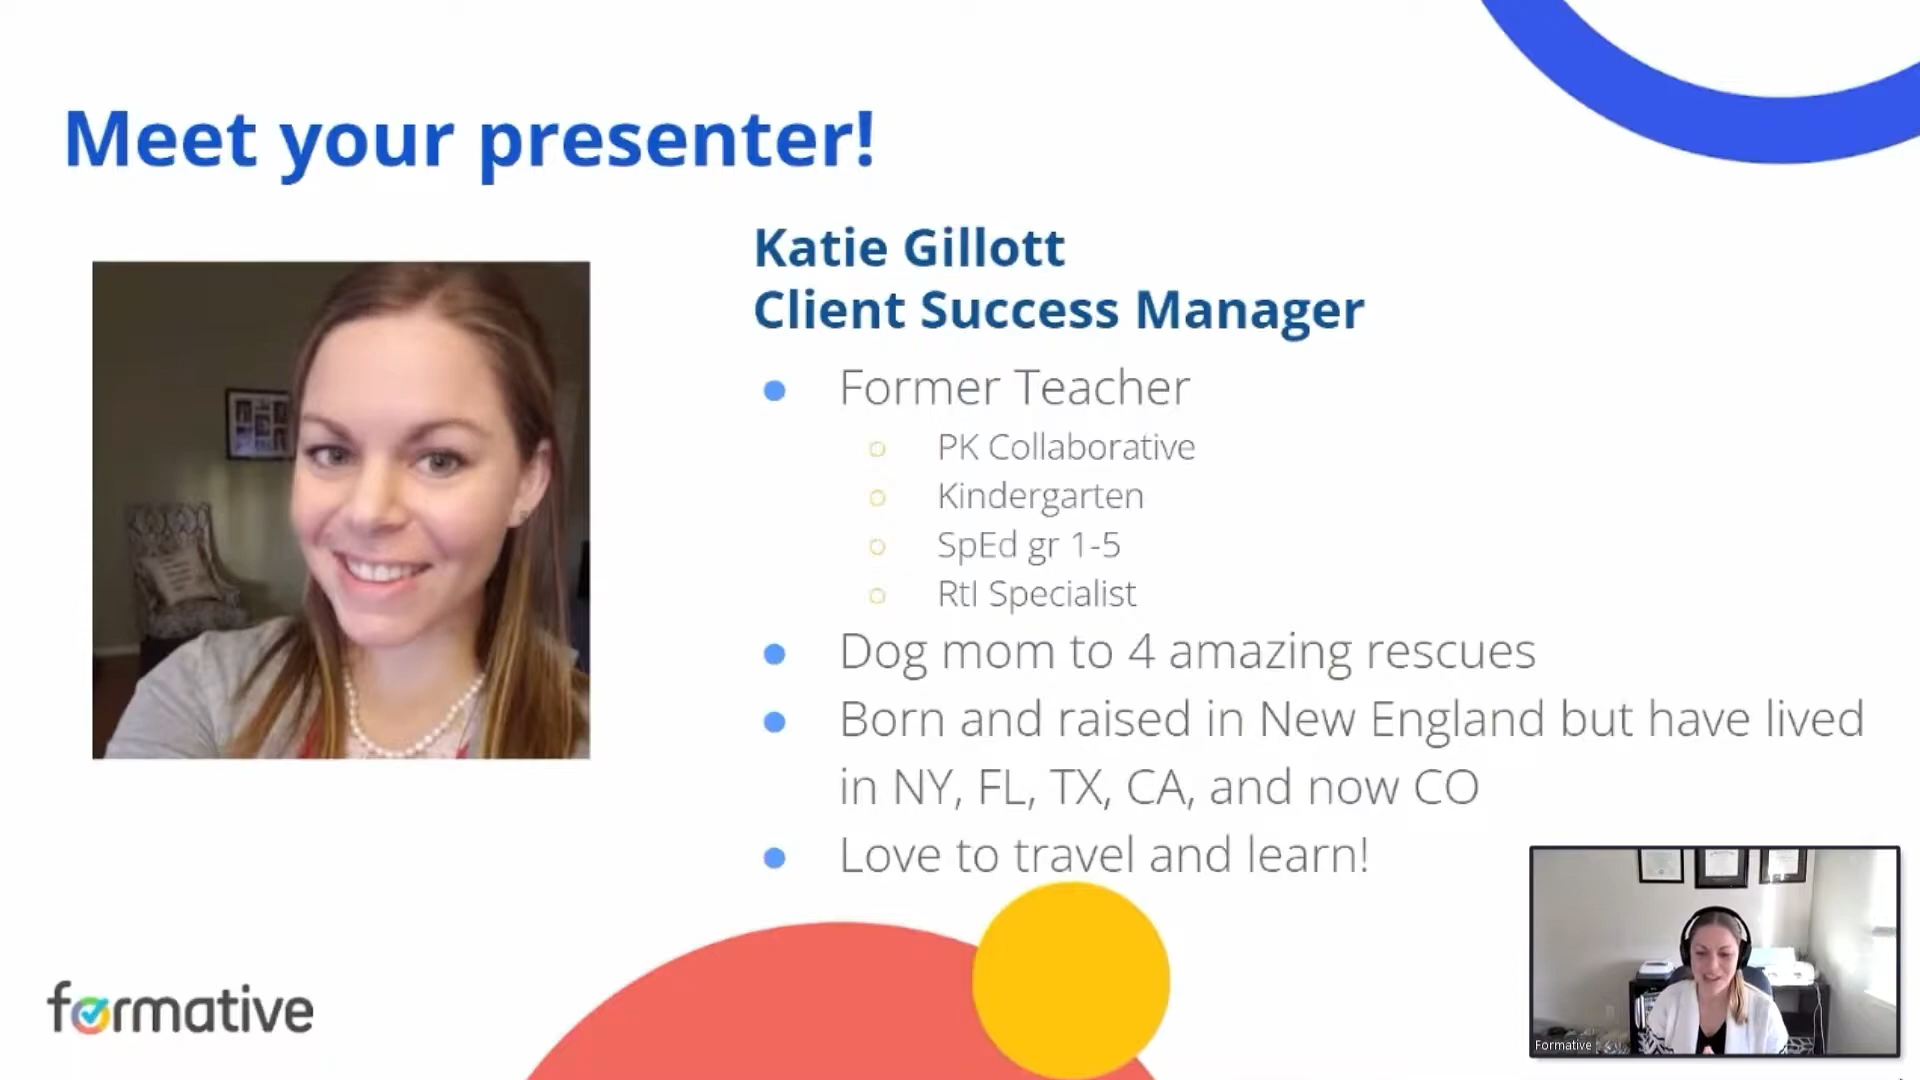 Meet your presenter!
Katie Gillott
Client Success Manager
Former Teacher
PK Collaborative
Kindergarten
SpEd gr 1-5
RtI Specialist
Dog mom to 4 amazing rescues
Born and raised in New England but have lived
in NY, FL, TX, CA, and now CO
Love to travel and learn!
formative
Formative